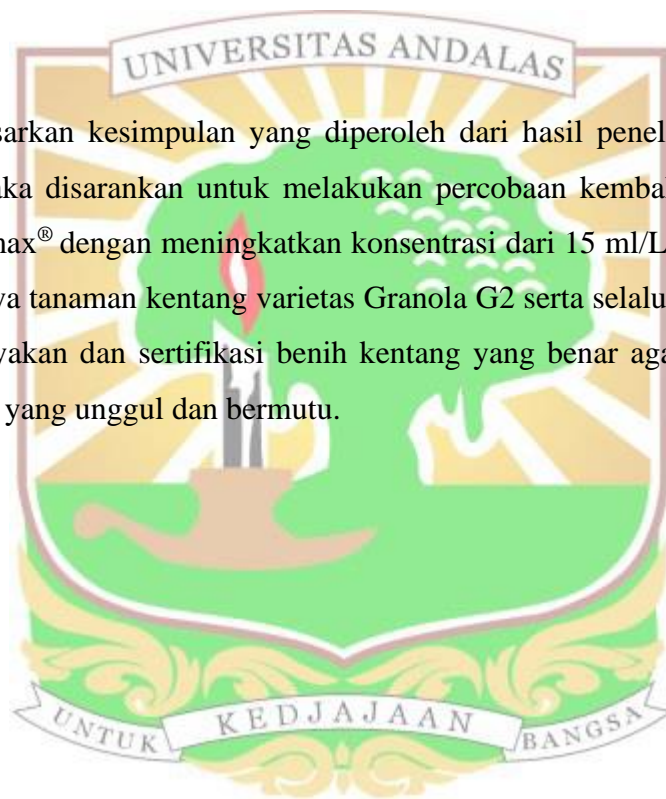 UNIVERSITAS ANDALAS
sarkan kesimpulan yang diperoleh dari hasil penel
aka disarankan untuk melakukan percobaan kembal
nax® dengan meningkatkan konsentrasi dari 15 ml/L
va tanaman kentang varietas Granola G2 serta selalu
yakan dan sertifikasi benih kentang yang benar aga
yang unggul dan bermutu.
UNTUK KEDJAJAAN BANGSA